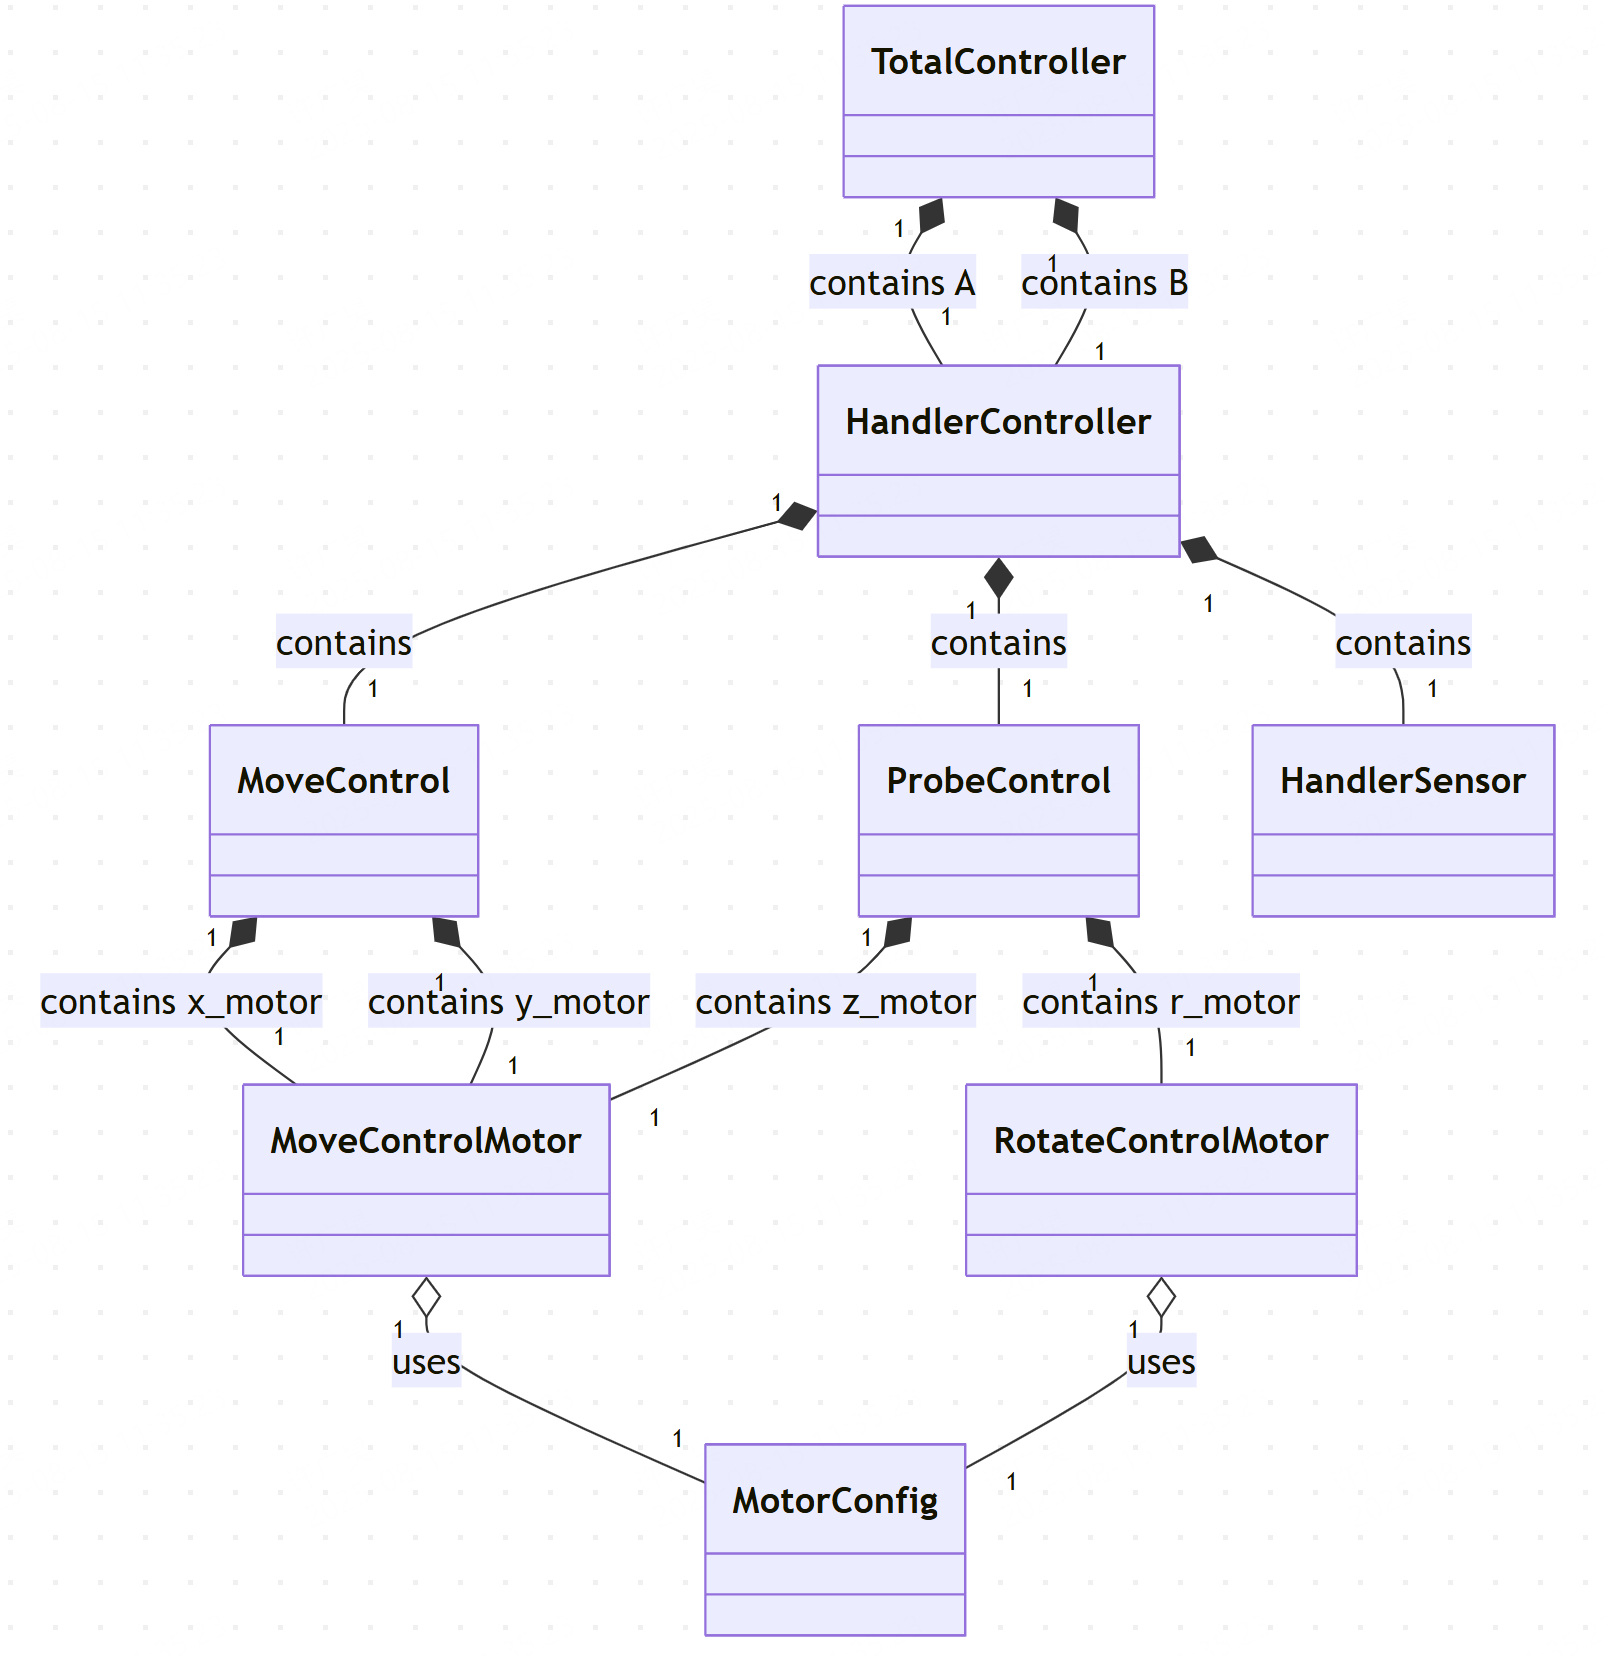 TotalController
1
1
contains A
contains B
1
1
HandlerController
1
1
1
contains
contains
contains
1
1
1
MoveControl
ProbeControl
HandlerSensor
1
1
1
1
contains x_motor
contains y_motor
contains z_motor
contains r_motor
1
1
1
1
MoveControlMotor
RotateControlMotor
1
1
uses
uses
1
1
MotorConfig